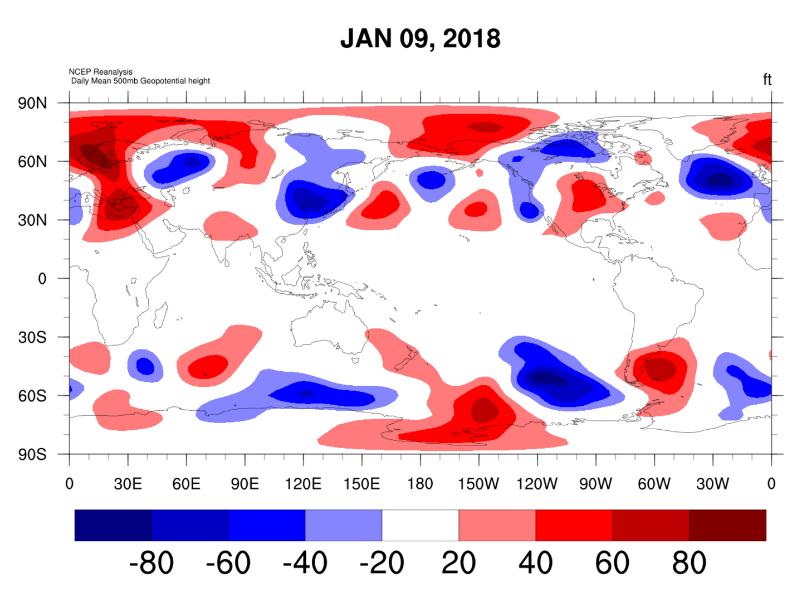 JAN 09, 2018
NCEP Reanalysis
Daily Mean 500mb Geopotential height
ft
90N
60N
30N
0
30S
60S
90S
0 30E 60E 90E 120E 150E 180 150W 120W 90W 60W 30W 0
-80 -60 -40 -20 20 40 60 80